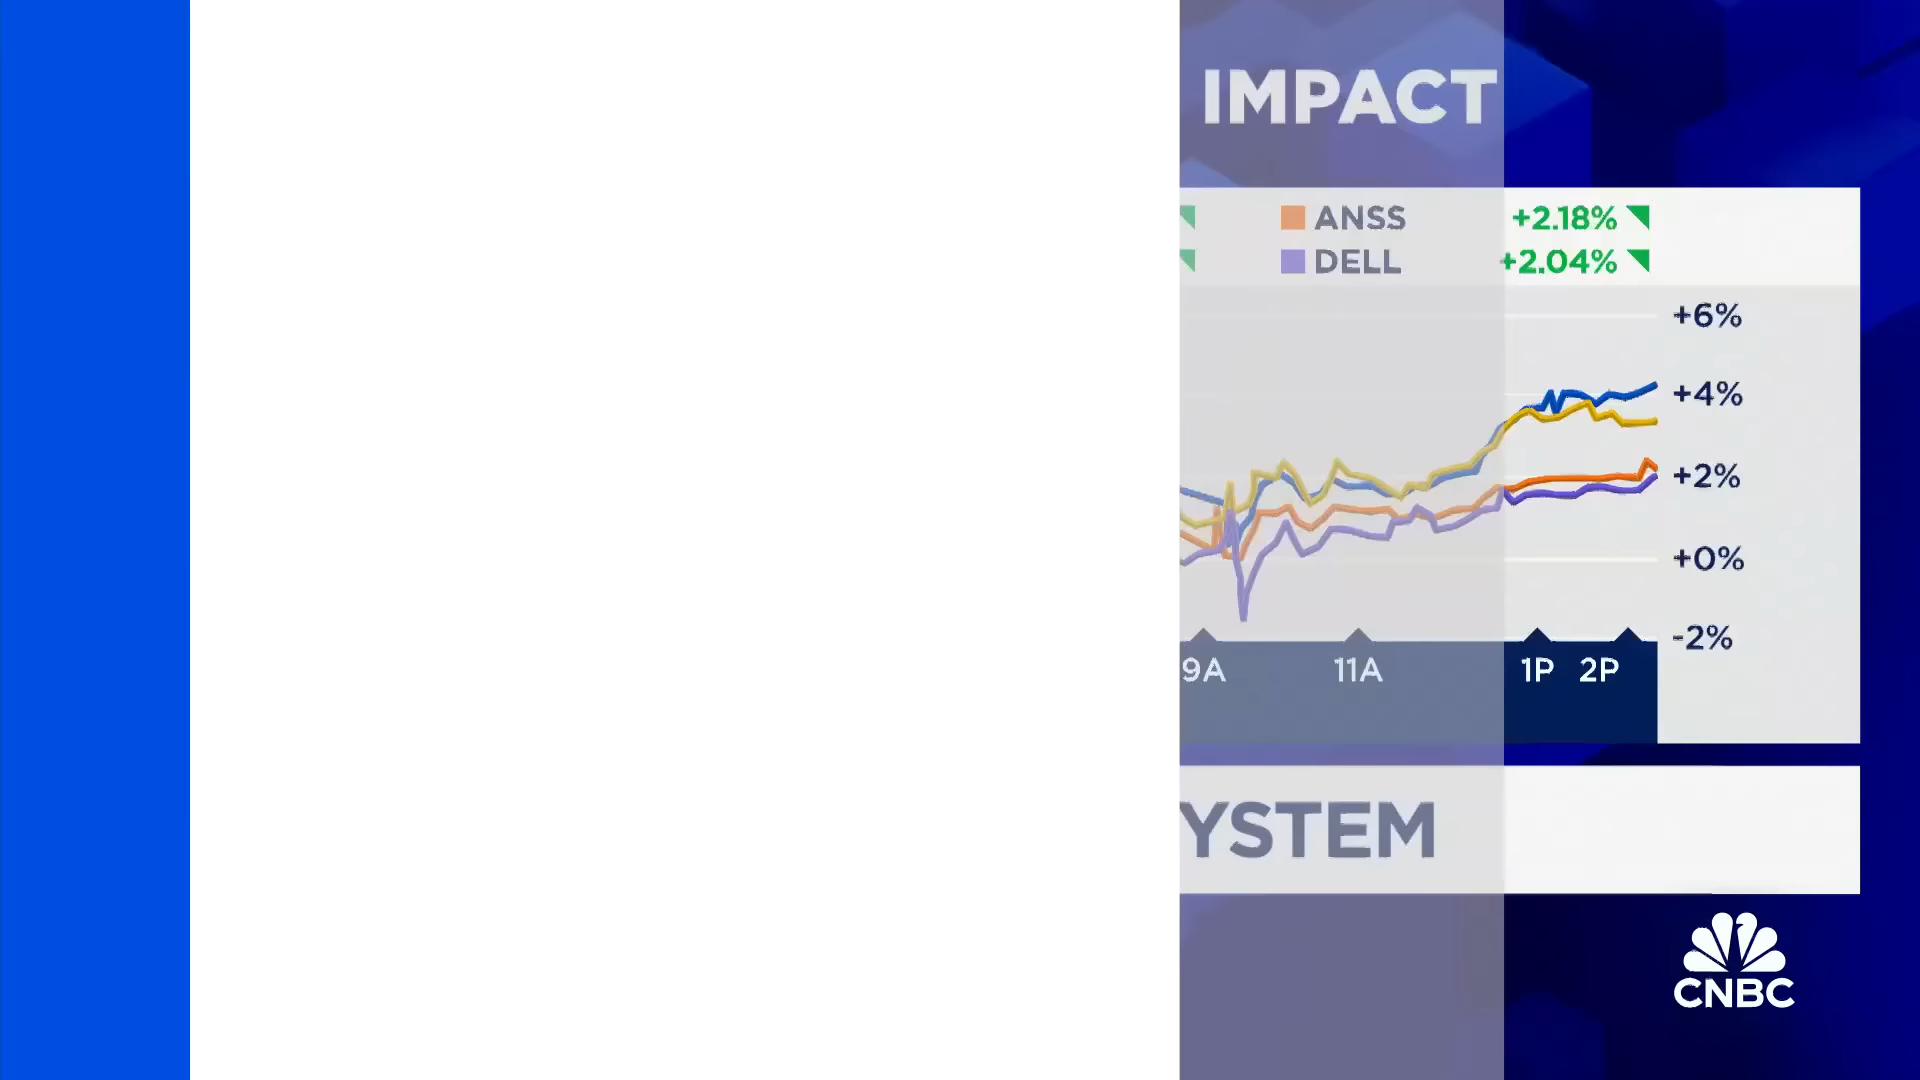 IMPACT
ANSS +2.18%
DELL +2.04%
+6%
+4%
+2%
+0%
-2%
9A 11A 1P 2P
YSTEM
CNBC